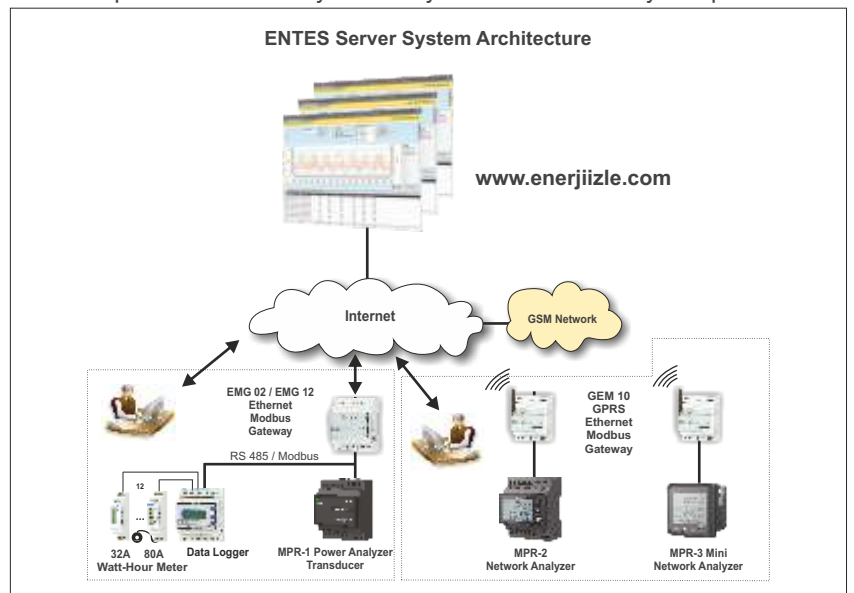 ENTES Server System Architecture
www.enerjiizle.com
Internet
GSM Network
EMG 02 / EMG 12
Ethernet
Modbus
Gateway
GEM 10
GPRS
Ethernet
Modbus
Gateway
RS 485 / Modbus
12
...
32A
80A
Watt-Hour Meter
Data Logger
MPR-1 Power Analyzer
Transducer
MPR-2
Network Analyzer
MPR-3 Mini
Network Analyzer